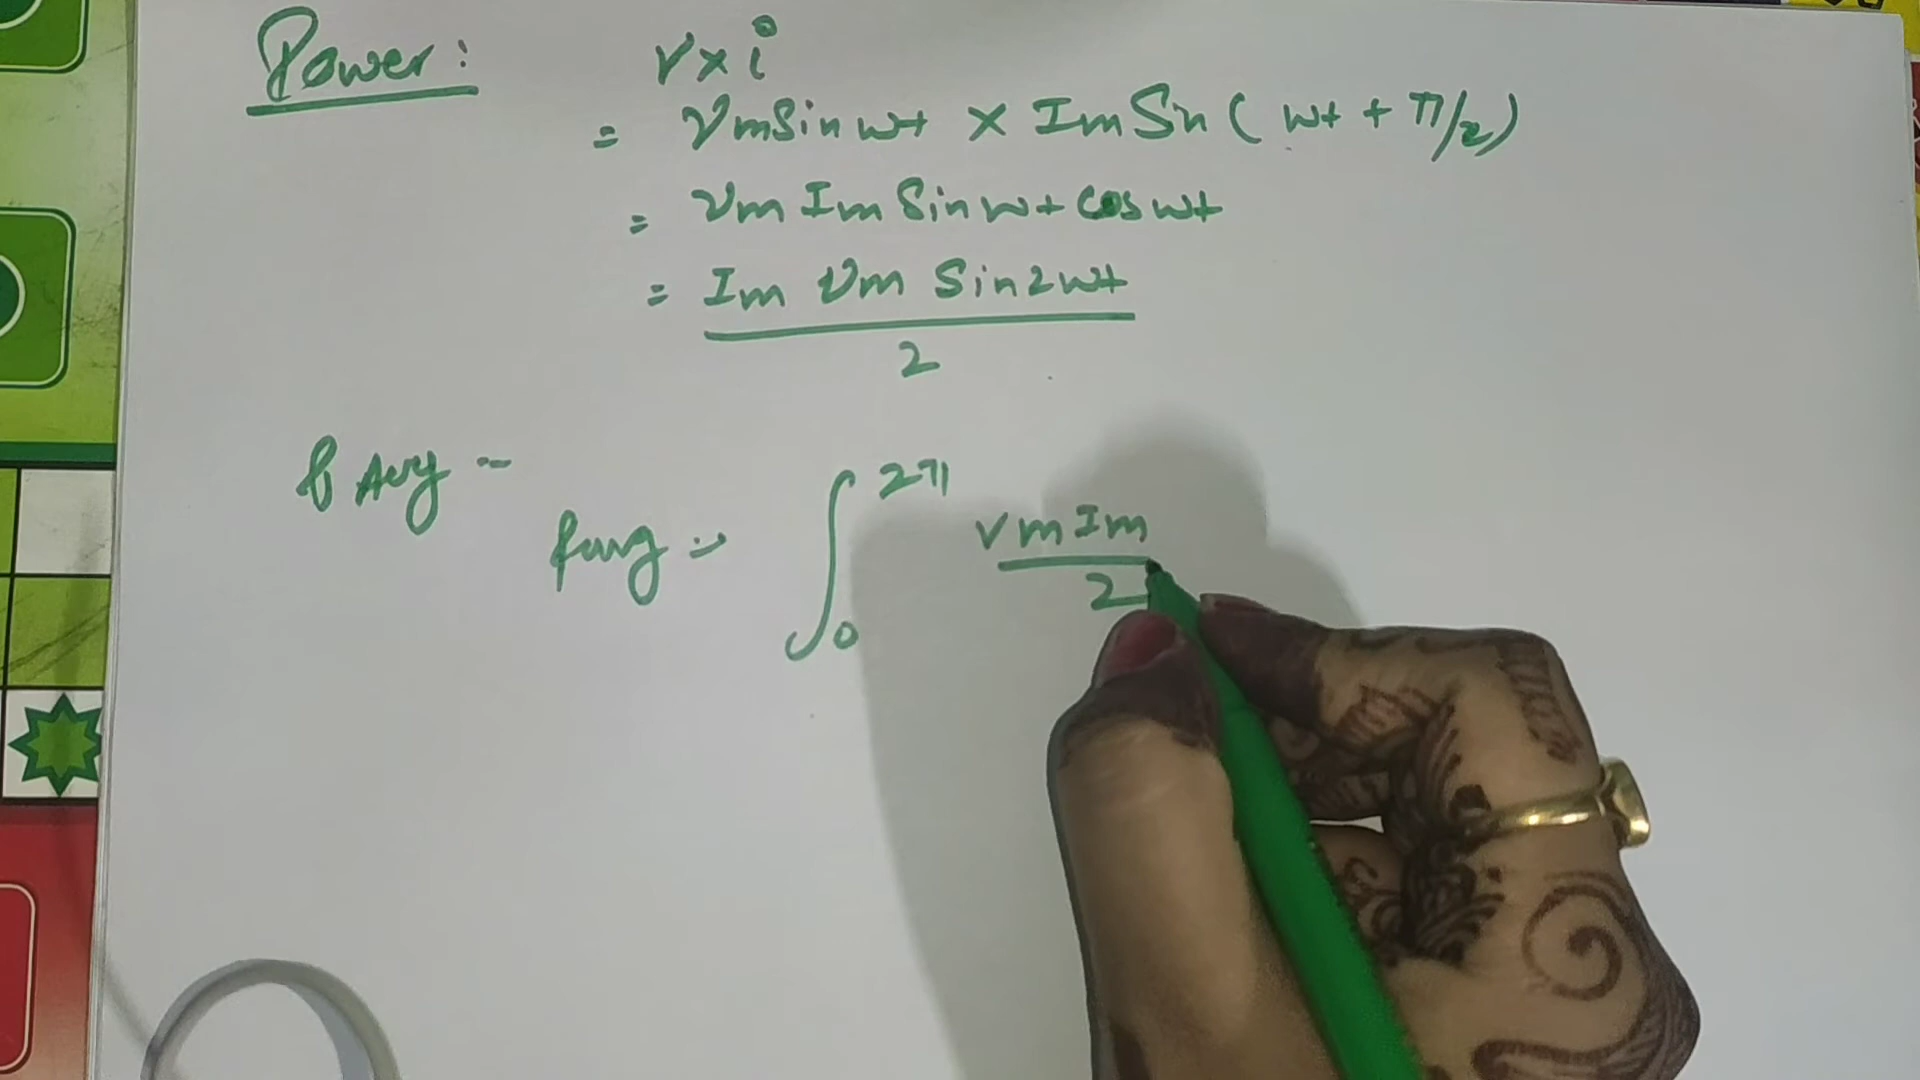 Power: V x i
= Vm Sin wt x Im Sin ( wt + π/2 )
= Vm Im Sin wt Cos wt
= Im Vm Sin 2wt
2
P Avg -
Pavg = ∫ 0 2π Vm Im
2